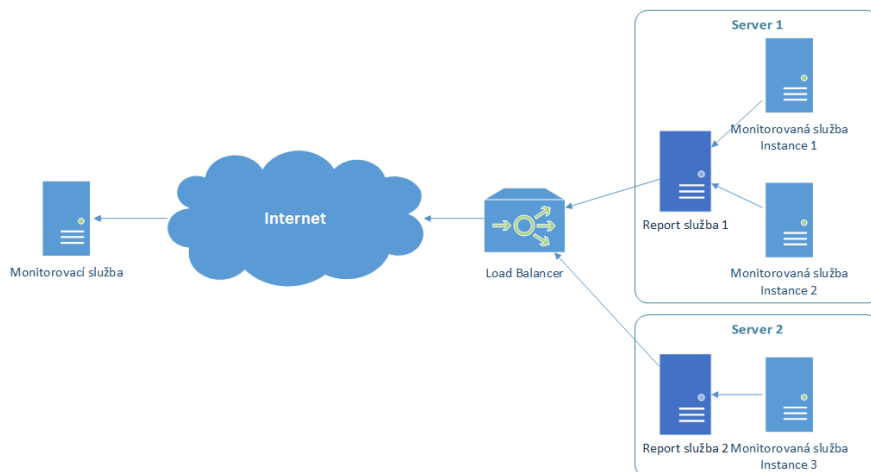 Server 1
Monitorovaná služba
Instance 1
Internet
Report služba 1
Monitorovací služba
Load Balancer
Monitorovaná služba
Instance 2
Server 2
Report služba 2
Monitorovaná služba
Instance 3